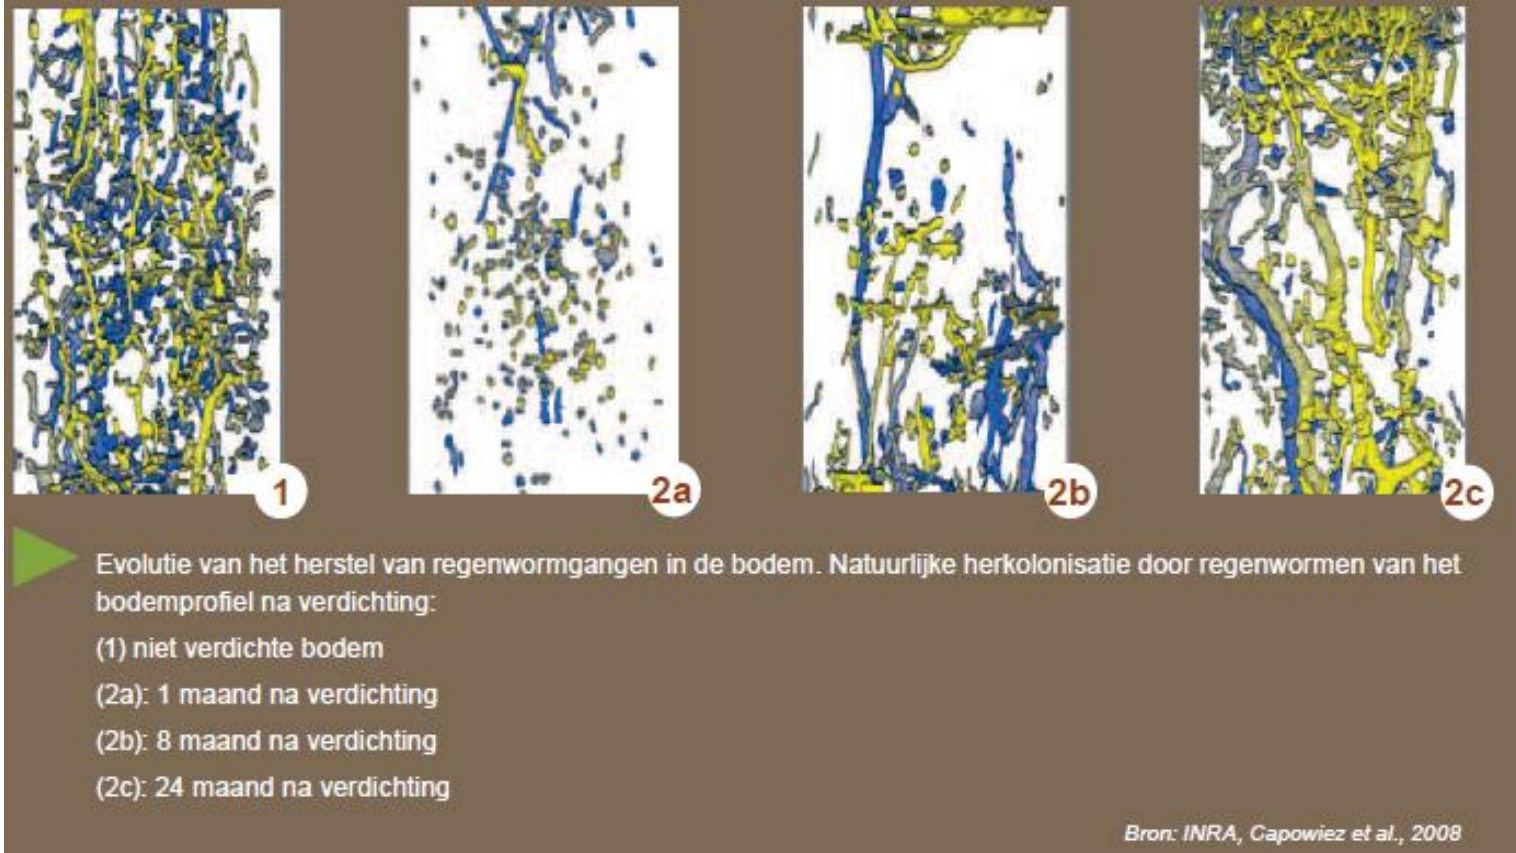 1
2a
2b
2c
Evolutie van het herstel van regenwormgangen in de bodem. Natuurlijke herkolonisatie door regenwormen van het
bodemprofiel na verdichting:
(1) niet verdichte bodem
(2a): 1 maand na verdichting
(2b): 8 maand na verdichting
(2c): 24 maand na verdichting
Bron: INRA, Capowiez et al., 2008